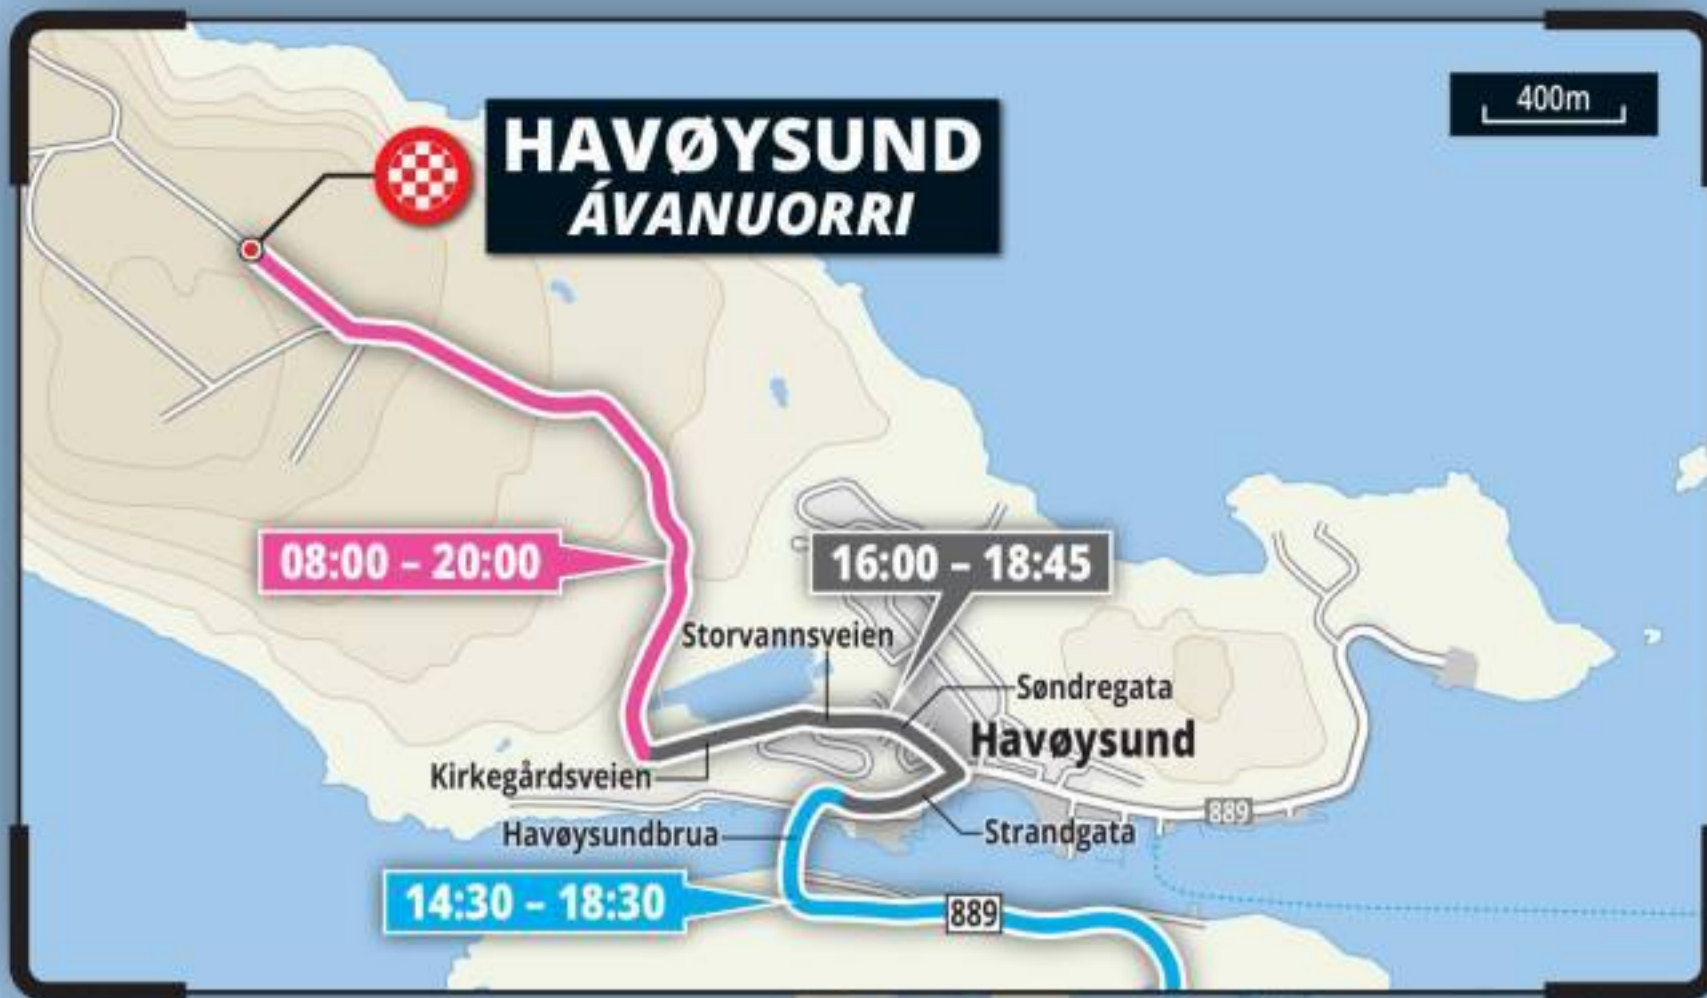 400m
HAVØYSUND
ÁVANUORRI
08:00 – 20:00
16:00 – 18:45
Storvannsveien
Søndregata
Havøysund
Kirkegårdsveien
889
Havøysundbrua
Strandgata
14:30 – 18:30
889